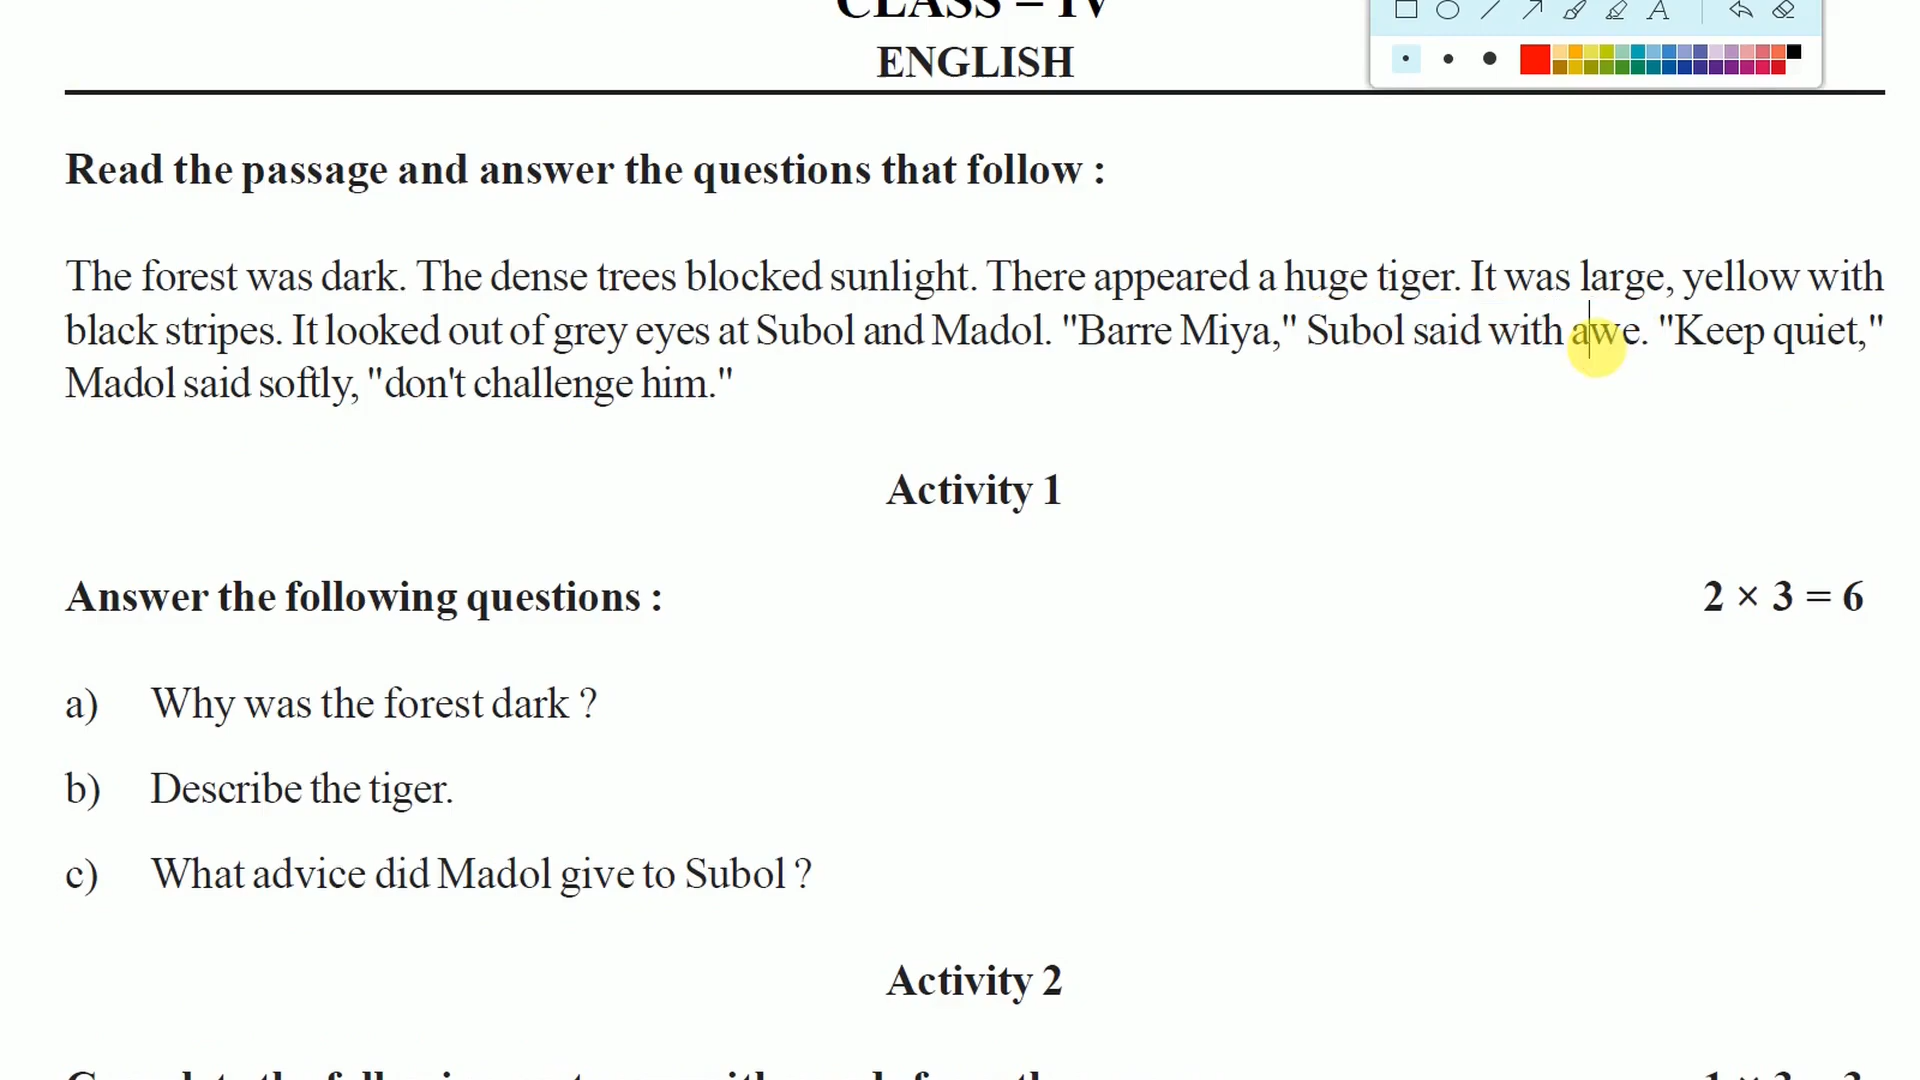 CLASS – IV
ENGLISH
Read the passage and answer the questions that follow :
The forest was dark. The dense trees blocked sunlight. There appeared a huge tiger. It was large, yellow with
black stripes. It looked out of grey eyes at Subol and Madol. "Barre Miya," Subol said with awe. "Keep quiet,"
Madol said softly, "don't challenge him."
Activity 1
Answer the following questions : 2 × 3 = 6
a) Why was the forest dark ?
b) Describe the tiger.
c) What advice did Madol give to Subol ?
Activity 2